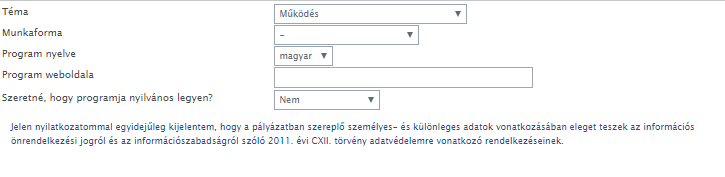 Téma Működés
Munkaforma –
Program nyelve magyar
Program weboldala
Szeretné, hogy programja nyilvános legyen? Nem
Jelen nyilatkozatommal egyidejűleg kijelentem, hogy a pályázatban szereplő személyes- és különleges adatok vonatkozásában eleget teszek az információs
önrendelkezési jogról és az információszabadságról szóló 2011. évi CXII. törvény adatvédelemre vonatkozó rendelkezéseinek.